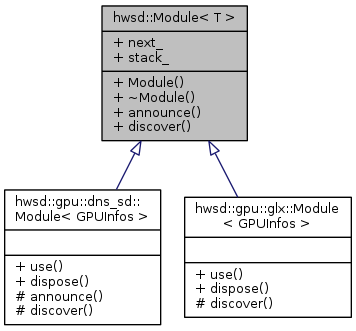 hwsd::Module< T >
+ next_
+ stack_
+ Module()
+ ~Module()
+ announce()
+ discover()
hwsd::gpu::dns_sd::
Module< GPUInfos >
+ use()
+ dispose()
# announce()
# discover()
hwsd::gpu::glx::Module
< GPUInfos >
+ use()
+ dispose()
# discover()